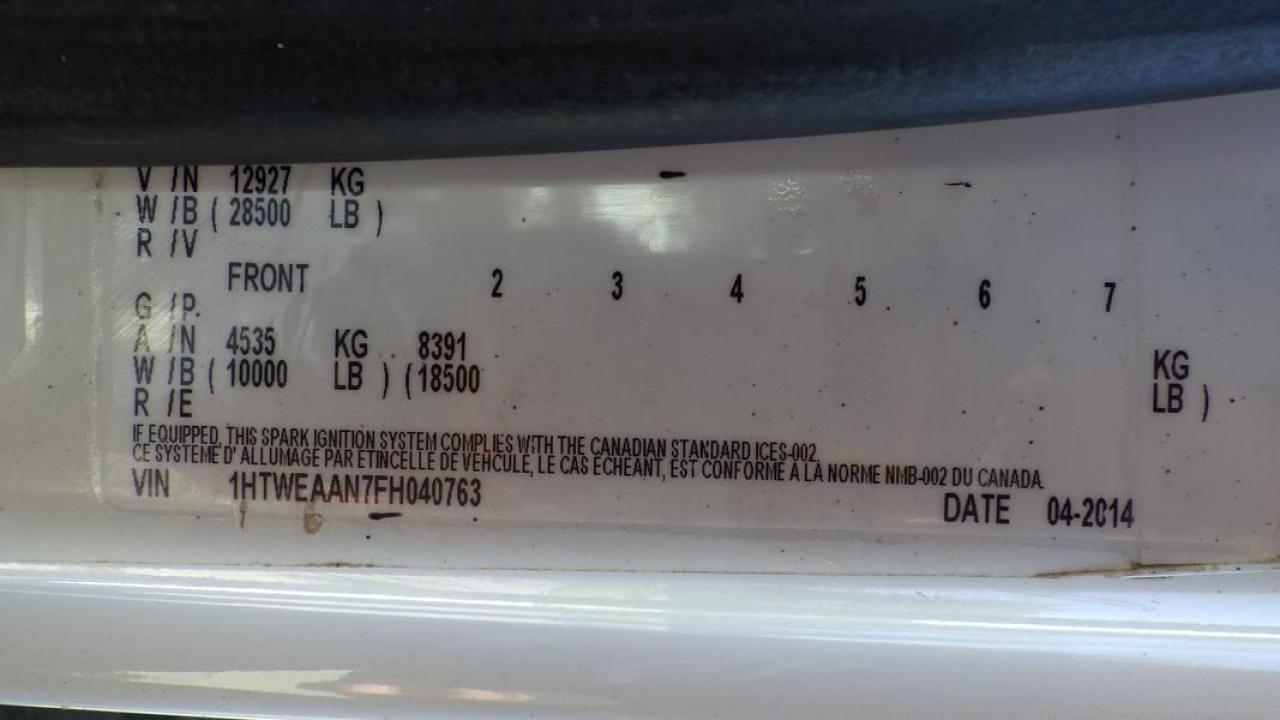 V /N 12927 KG
W /B ( 28500 LB )
R /V
FRONT 2 3 4 5 6 7
G /P.
A /N 4535 KG 8391 KG
W /B ( 10000 LB ) ( 18500 LB )
R /E
IF EQUIPPED, THIS SPARK IGNITION SYSTEM COMPLIES WITH THE CANADIAN STANDARD ICES-002
CE SYSTEME D' ALLUMAGE PAR ETINCELLE DE VEHCULE, LE CAS ECHEANT, EST CONFORME A LA NORME NMB-002 DU CANADA.
VIN 1HTWEAAN7FH040763 DATE 04-2014